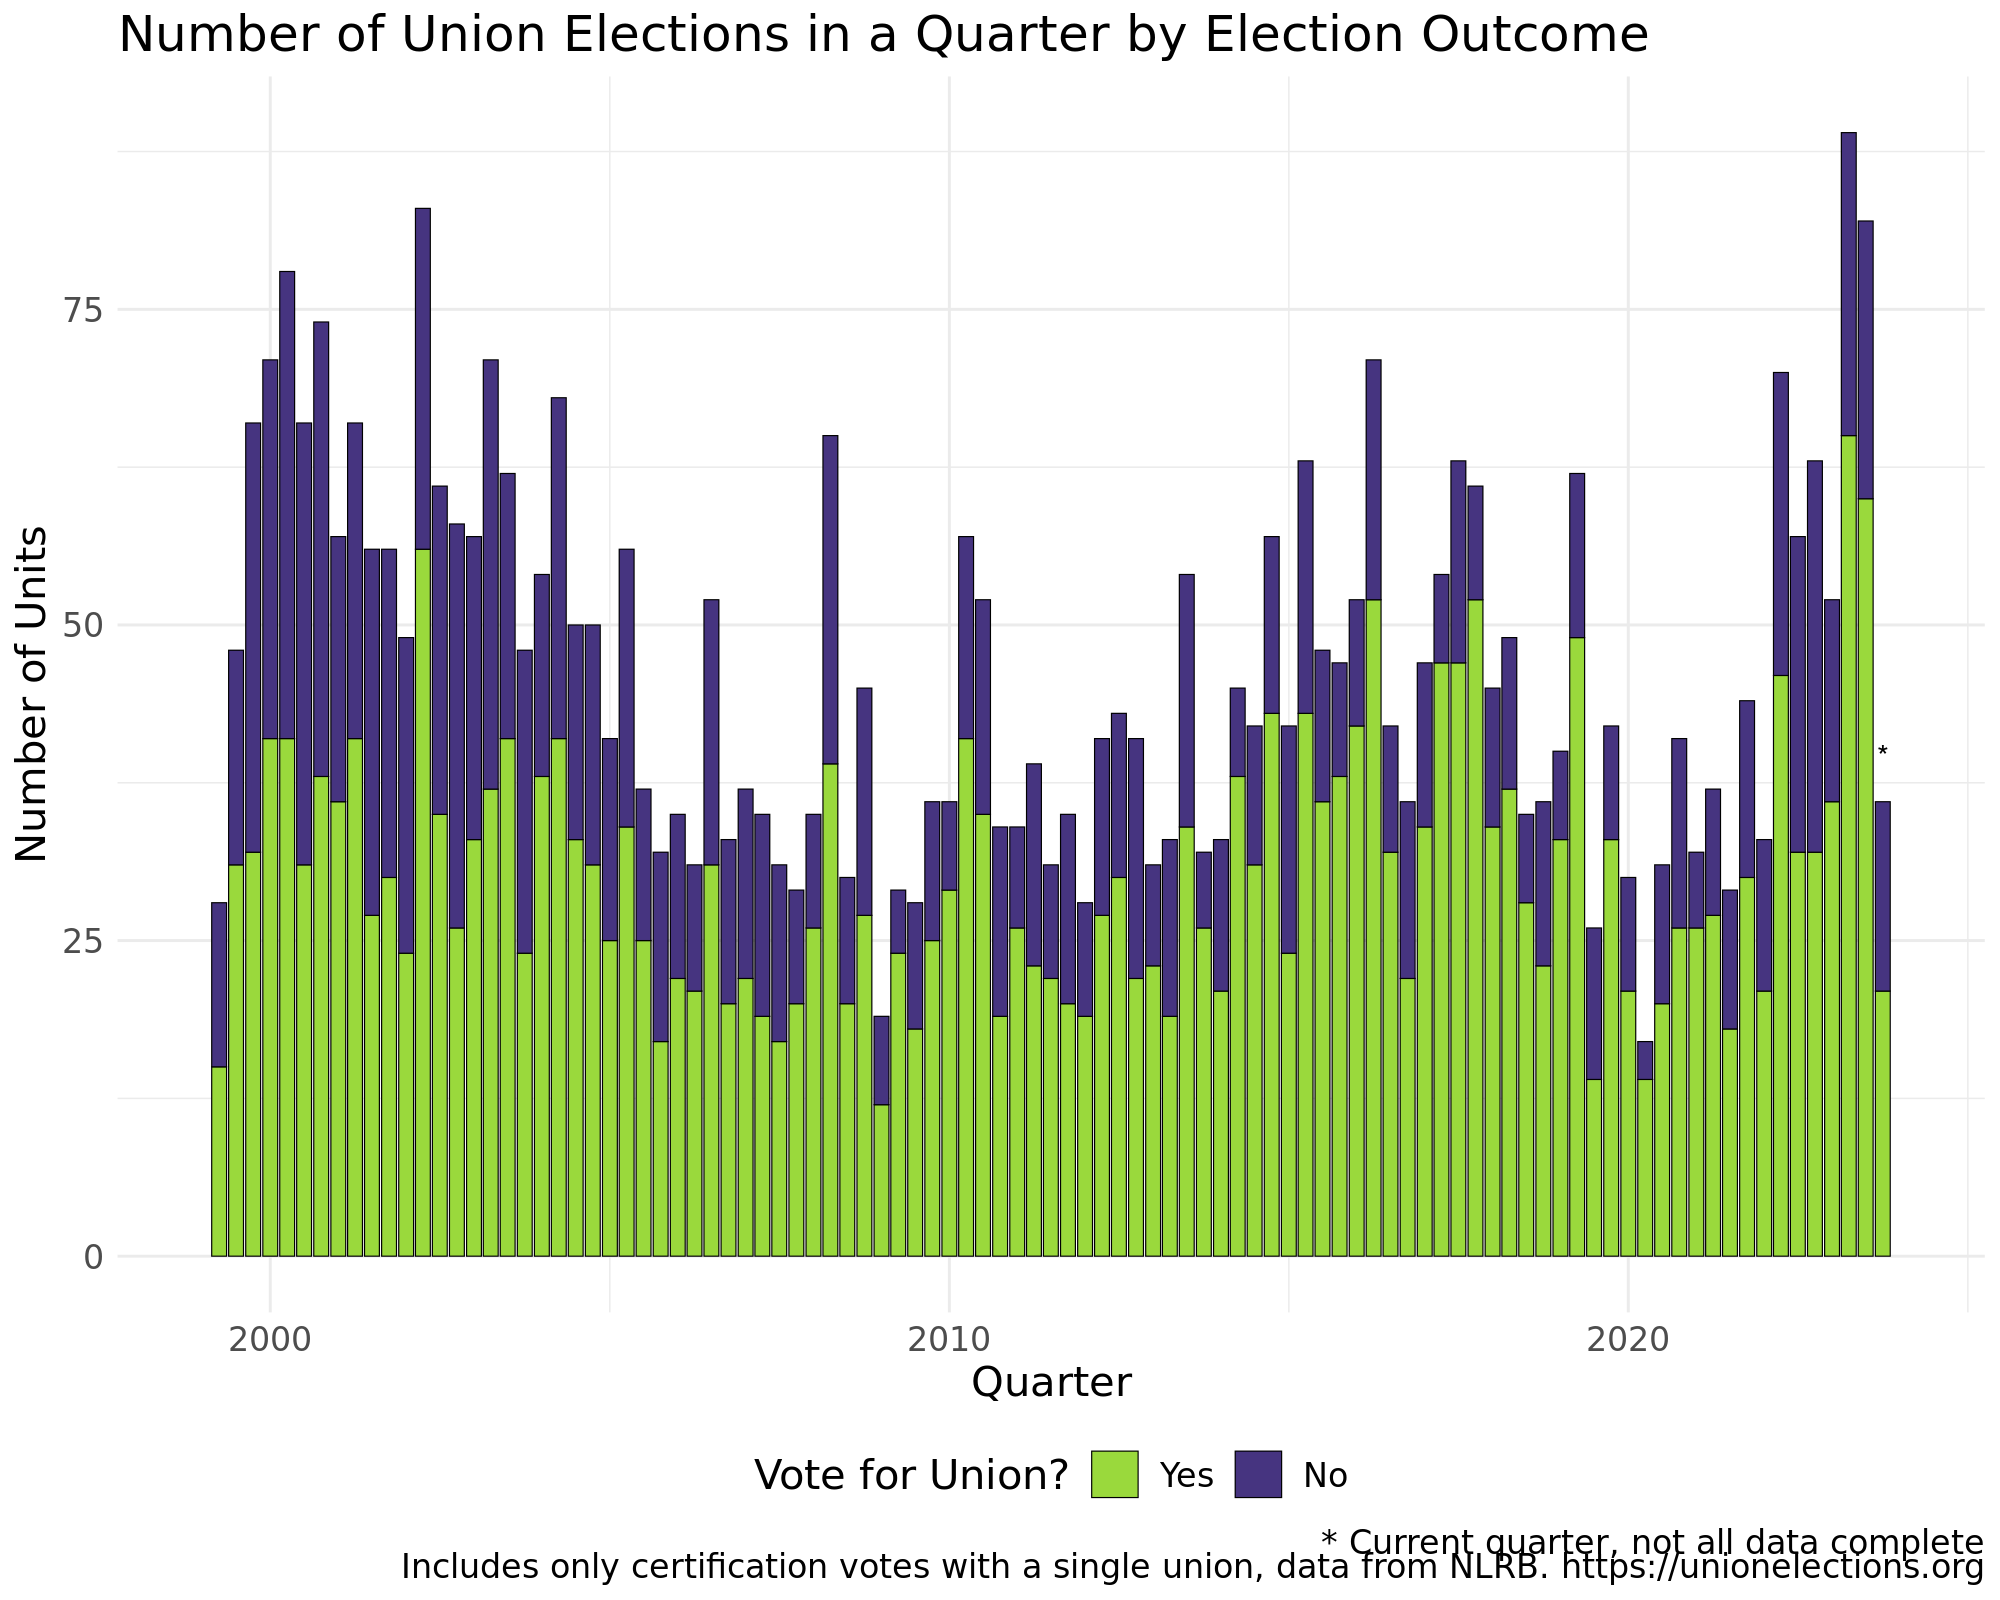 Number of Union Elections in a Quarter by Election Outcome
Number of Units
75
50
25
0
*
2000 2010 2020
Quarter
Vote for Union? Yes No
* Current quarter, not all data complete
Includes only certification votes with a single union, data from NLRB. https://unionelections.org